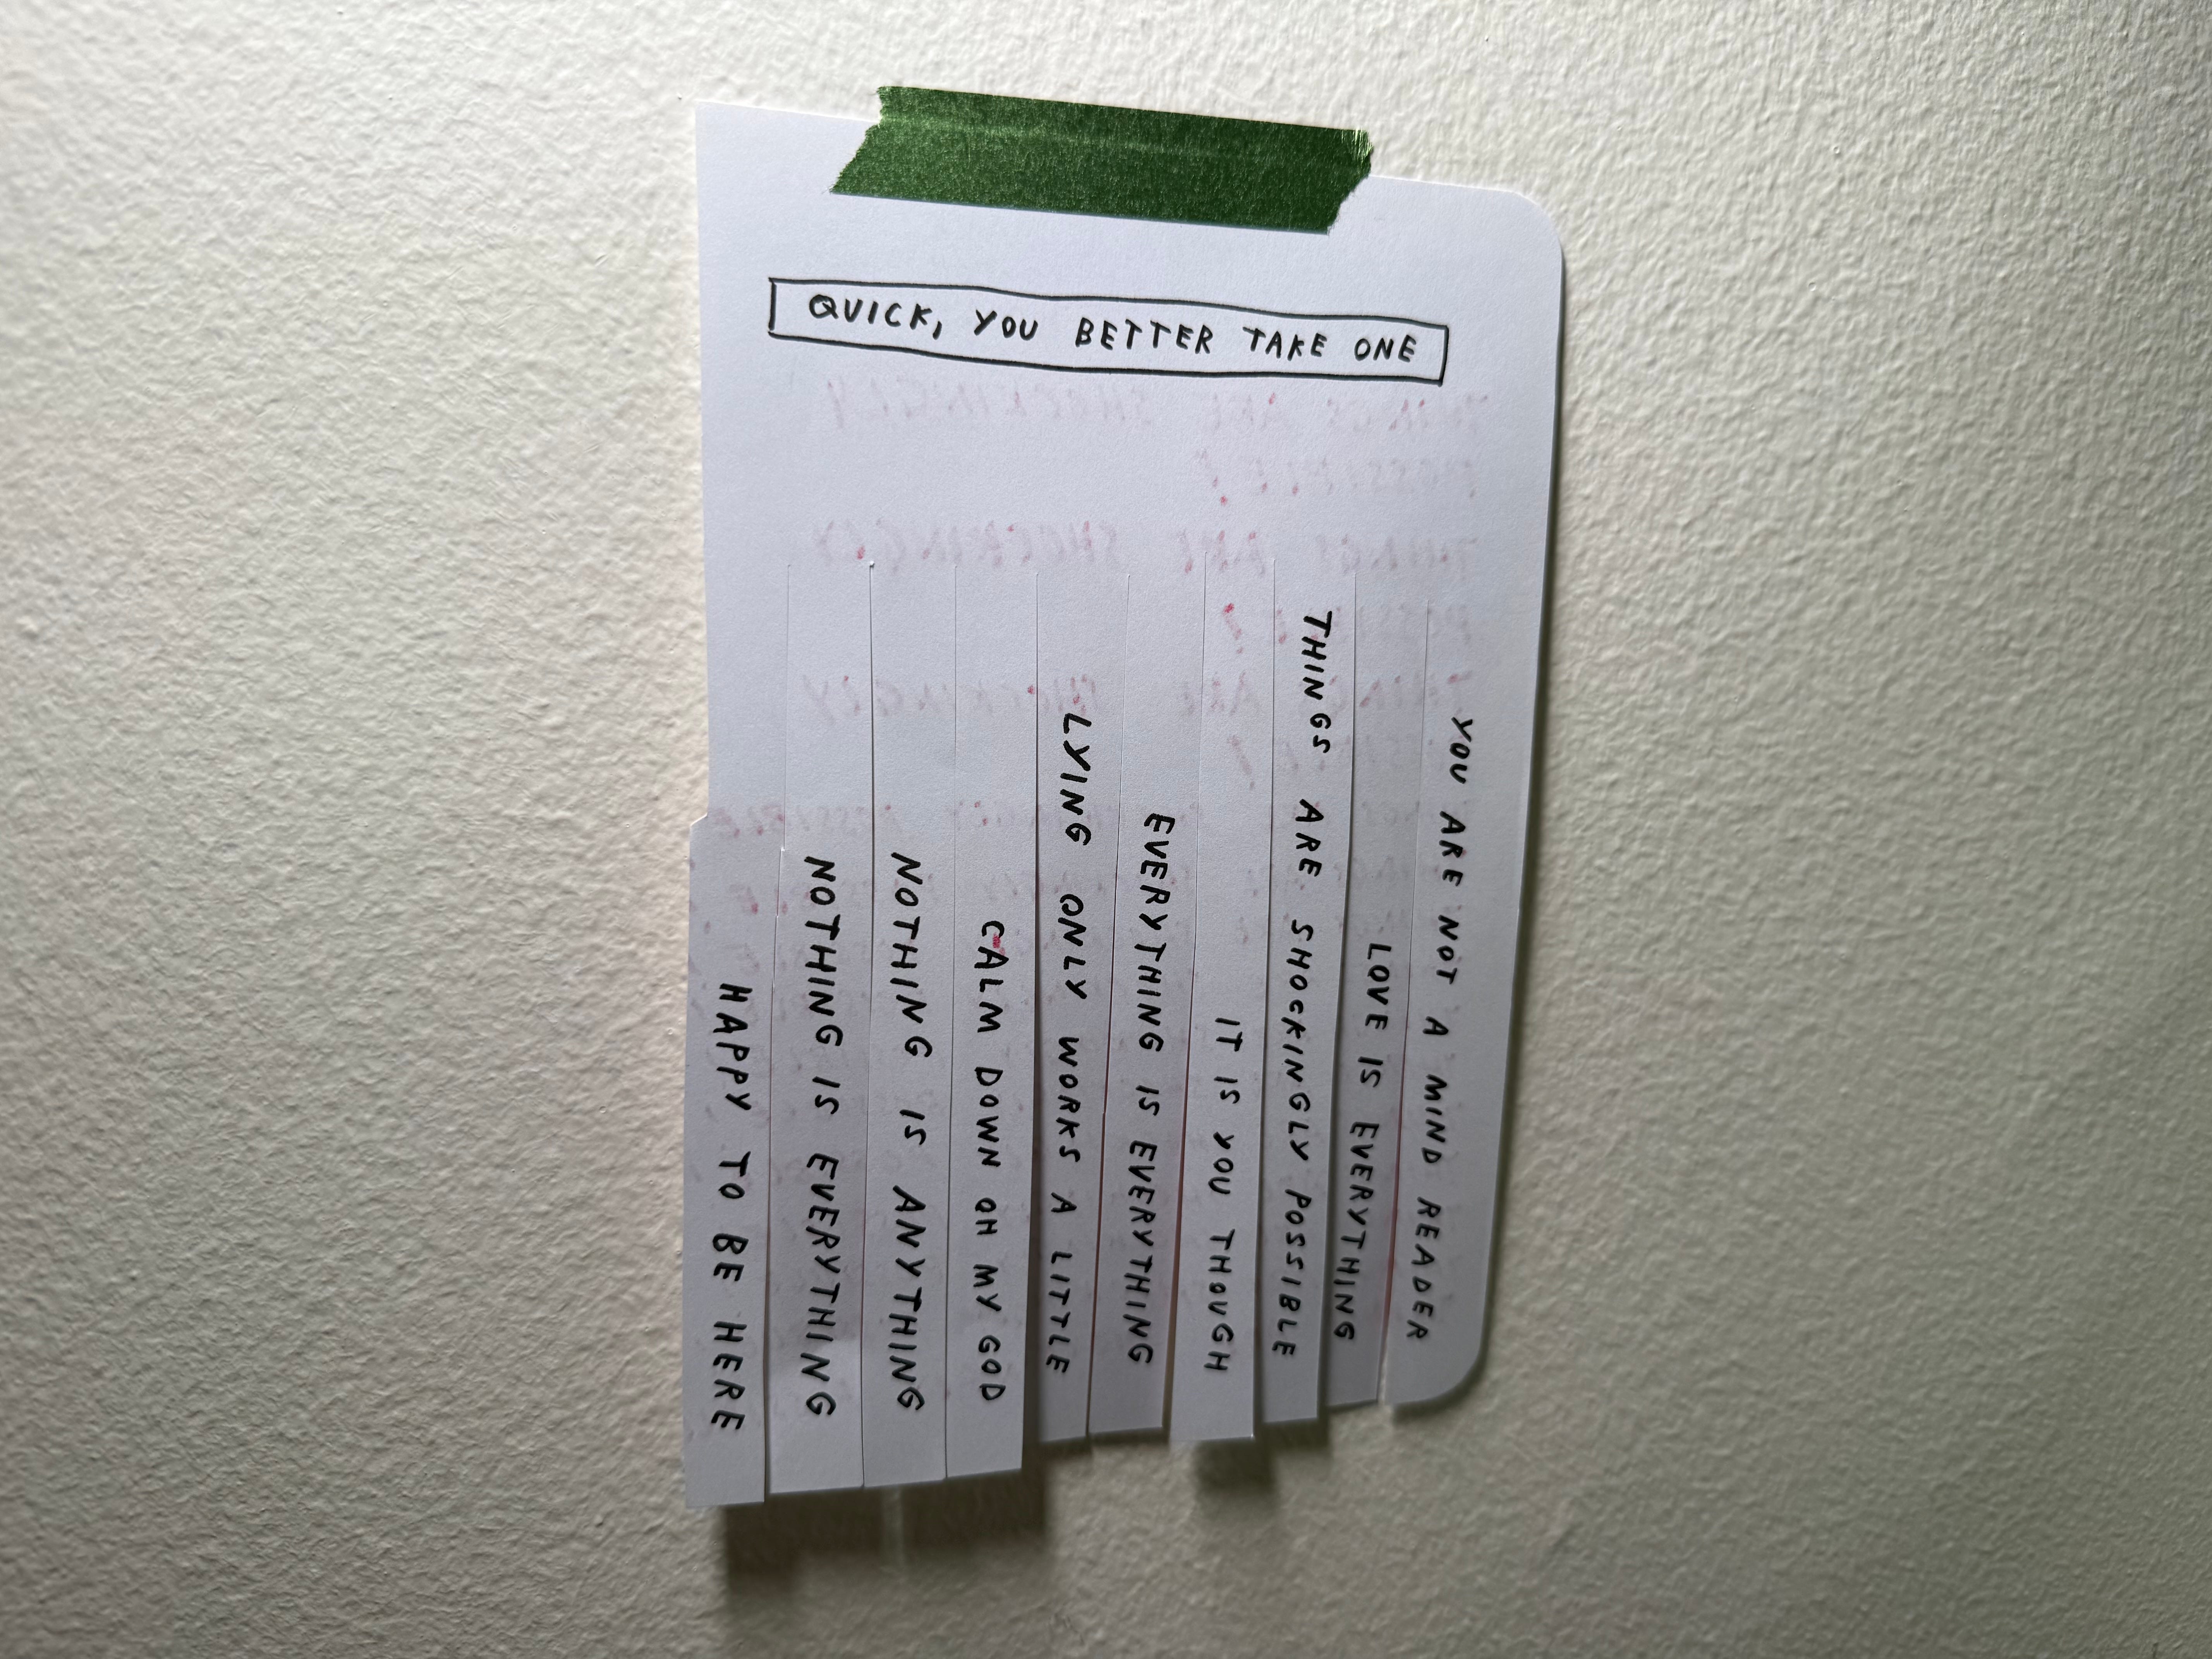 QUICK, YOU BETTER TAKE ONE
HAPPY TO BE HERE
NOTHING IS EVERYTHING
NOTHING IS ANYTHING
CALM DOWN OH MY GOD
LYING ONLY WORKS A LITTLE
EVERYTHING IS EVERYTHING
IT IS YOU THOUGH
THINGS ARE SHOCKINGLY POSSIBLE
LOVE IS EVERYTHING
YOU ARE NOT A MIND READER